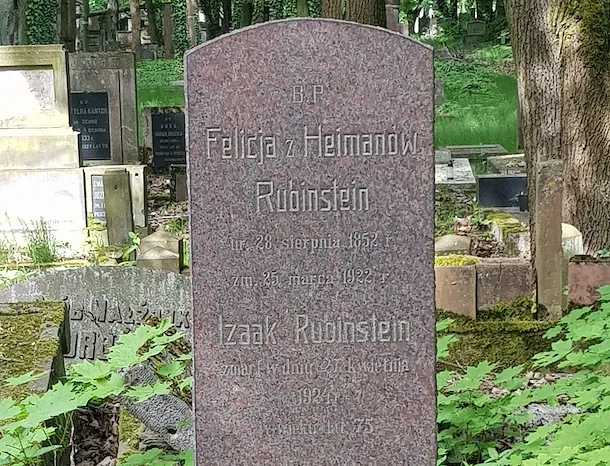 B. P.
Felicja z Heimanów
Rubinstein
ur. 28. sierpnia 1852 r.
zm. 25. marca 1922 r.
Izaak Rubinstein
zmarł w dniu 27. kwietnia
1924 r.
lat 75